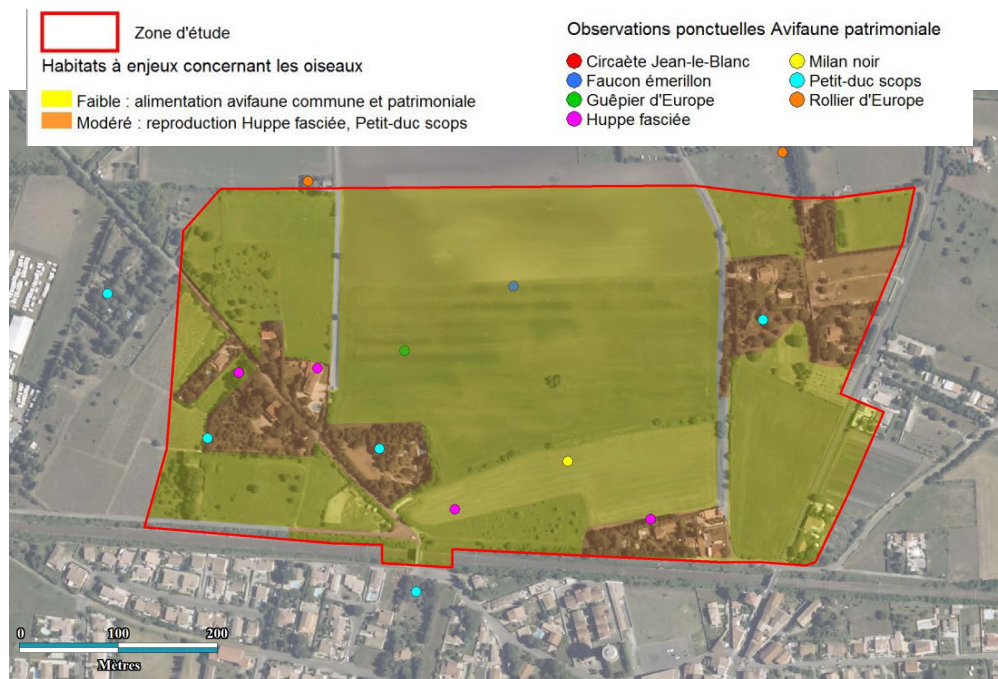 Zone d'étude
Habitats à enjeux concernant les oiseaux
Faible : alimentation avifaune commune et patrimoniale
Modéré : reproduction Huppe fasciée, Petit-duc scops
Observations ponctuelles Avifaune patrimoniale
Circaète Jean-le-Blanc
Faucon émerillon
Guêpier d'Europe
Huppe fasciée
Milan noir
Petit-duc scops
Rollier d'Europe
0 100 200
Mètres